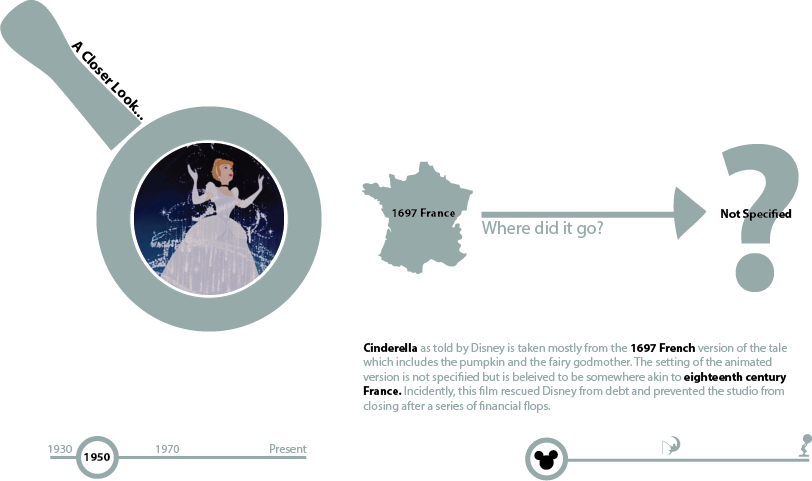 A Closer Look...
1697 France
Where did it go?
Not Specified
Cinderella as told by Disney is taken mostly from the 1697 French version of the tale
which includes the pumpkin and the fairy godmother. The setting of the animated
version is not specifiied but is beleived to be somewhere akin to eighteenth century
France. Incidently, this film rescued Disney from debt and prevented the studio from
closing after a series of financial flops.
1930 1950 1970 Present